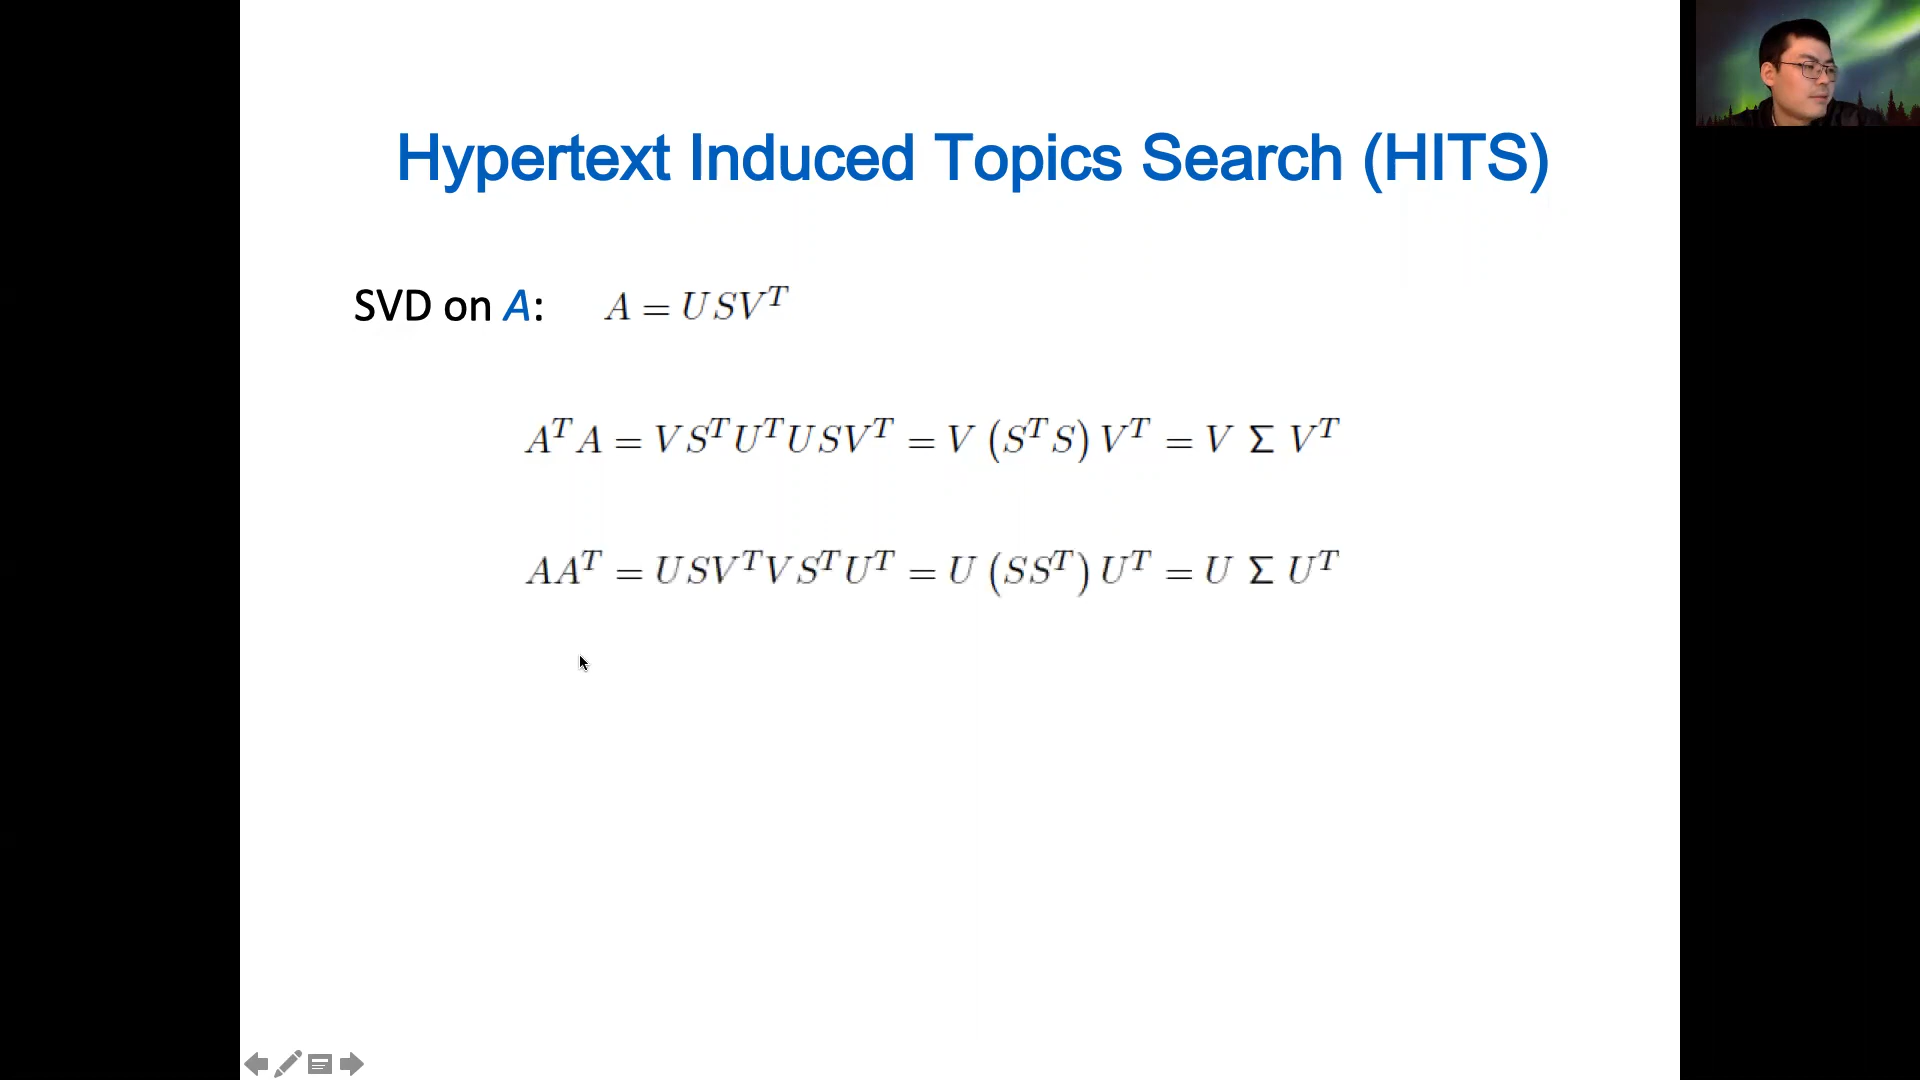 Hypertext Induced Topics Search (HITS)
SVD on A: A = USV^T
A^T A = VS^T U^T USV^T = V (S^T S) V^T = V Σ V^T
AA^T = USV^T VS^T U^T = U (SS^T) U^T = U Σ U^T